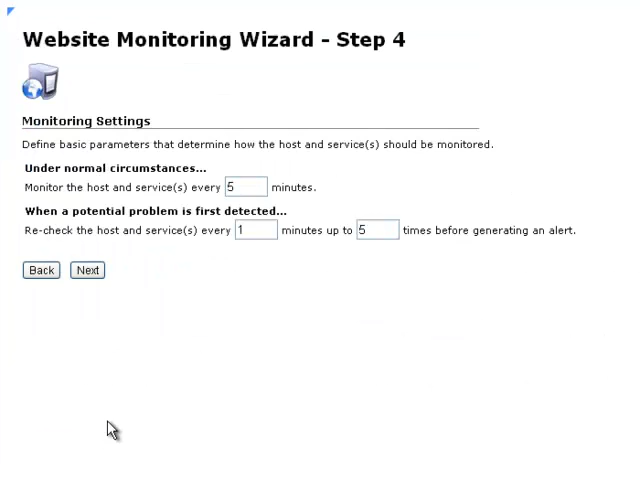 Website Monitoring Wizard - Step 4
Monitoring Settings
Define basic parameters that determine how the host and service(s) should be monitored.
Under normal circumstances...
Monitor the host and service(s) every 5 minutes.
When a potential problem is first detected...
Re-check the host and service(s) every 1 minutes up to 5 times before generating an alert.
Back Next